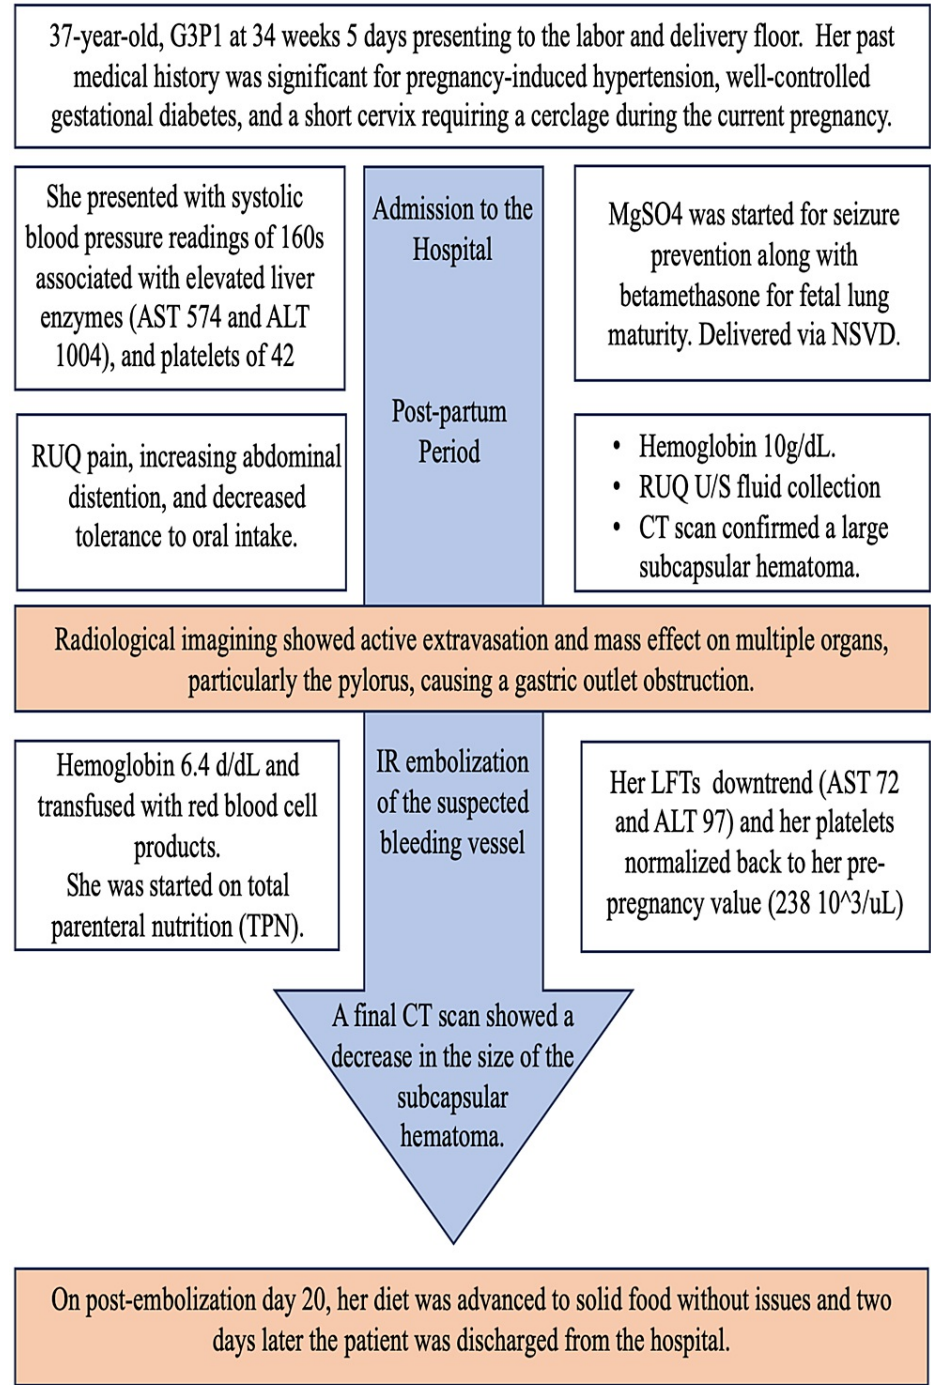 37-year-old, G3P1 at 34 weeks 5 days presenting to the labor and delivery floor. Her past
medical history was significant for pregnancy-induced hypertension, well-controlled
gestational diabetes, and a short cervix requiring a cerclage during the current pregnancy.
She presented with systolic
blood pressure readings of 160s
associated with elevated liver
enzymes (AST 574 and ALT
1004), and platelets of 42
Admission to the
Hospital
MgSO4 was started for seizure
prevention along with
betamethasone for fetal lung
maturity. Delivered via NSVD.
RUQ pain, increasing abdominal
distention, and decreased
tolerance to oral intake.
Post-partum
Period
• Hemoglobin 10g/dL.
• RUQ U/S fluid collection
• CT scan confirmed a large
subcapsular hematoma.
Radiological imagining showed active extravasation and mass effect on multiple organs,
particularly the pylorus, causing a gastric outlet obstruction.
Hemoglobin 6.4 d/dL and
transfused with red blood cell
products.
She was started on total
parenteral nutrition (TPN).
IR embolization
of the suspected
bleeding vessel
Her LFTs downtrend (AST 72
and ALT 97) and her platelets
normalized back to her pre-
pregnancy value (238 10^3/uL)
A final CT scan showed a
decrease in the size of the
subcapsular
hematoma.
On post-embolization day 20, her diet was advanced to solid food without issues and two
days later the patient was discharged from the hospital.